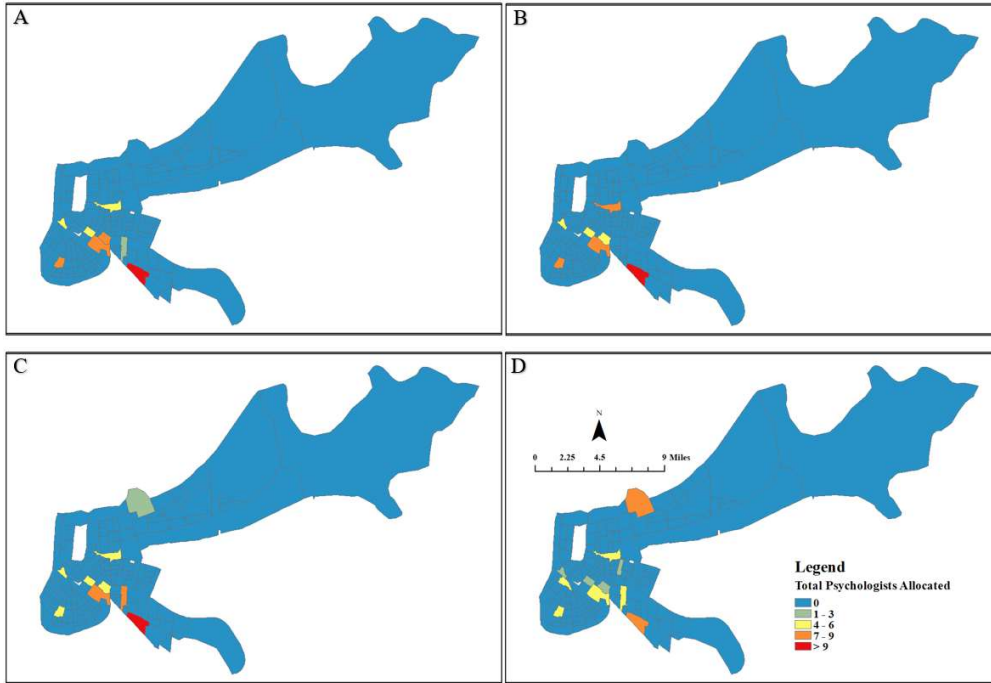 A
B
C
D
N
0 2.25 4.5 9 Miles
Legend
Total Psychologists Allocated
0
1 - 3
4 - 6
7 - 9
> 9